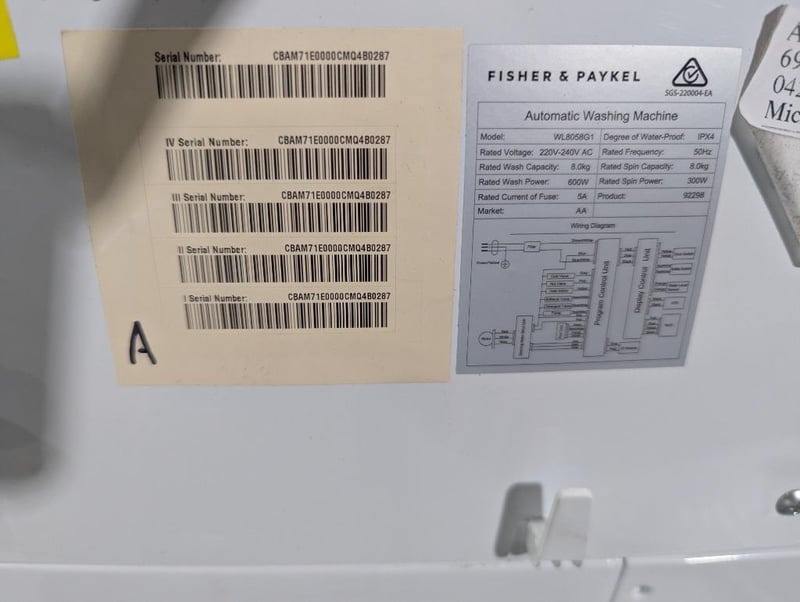 Serial Number: CBAM71E0000CMQ4B0287
IV Serial Number: CBAM71E0000CMQ4B0287
III Serial Number: CBAM71E0000CMQ4B0287
II Serial Number: CBAM71E0000CMQ4B0287
I Serial Number: CBAM71E0000CMQ4B0287
A
FISHER & PAYKEL
SGS-220004-EA
Automatic Washing Machine
Model: WL8058G1 Degree of Water-Proof: IPX4
Rated Voltage: 220V-240V AC Rated Frequency: 50Hz
Rated Wash Capacity: 8.0kg Rated Spin Capacity: 8.0kg
Rated Wash Power: 600W Rated Spin Power: 300W
Rated Current of Fuse: 5A Product: 92298
Market: AA
Wiring Diagram
Filter
Program Control Unit
Display Control Unit
A
69
042
Mic